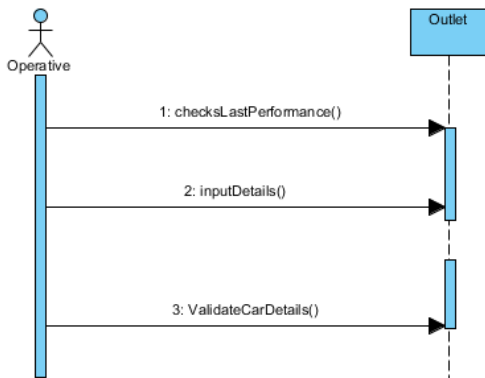 Outlet
Operative
1: checksLastPerformance()
2: inputDetails()
3: ValidateCarDetails()